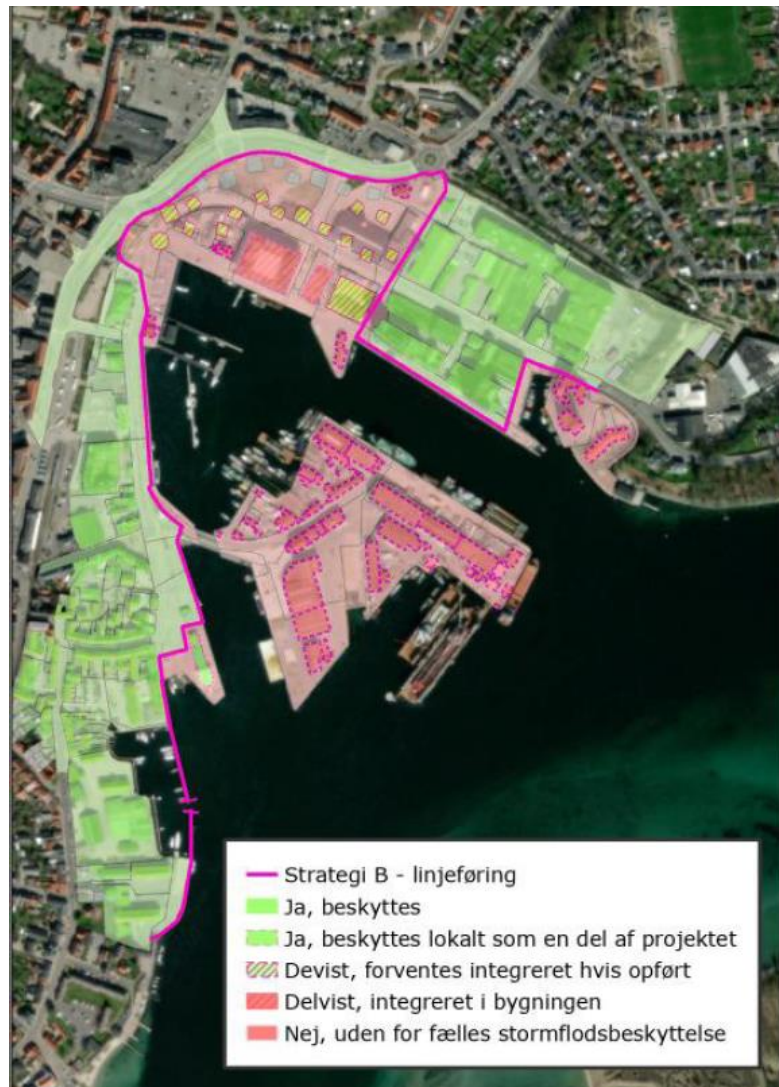 Strategi B - linjeføring
Ja, beskyttes
Ja, beskyttes lokalt som en del af projektet
Devist, forventes integreret hvis opført
Delvist, integreret i bygningen
Nej, uden for fælles stormflodsbeskyttelse